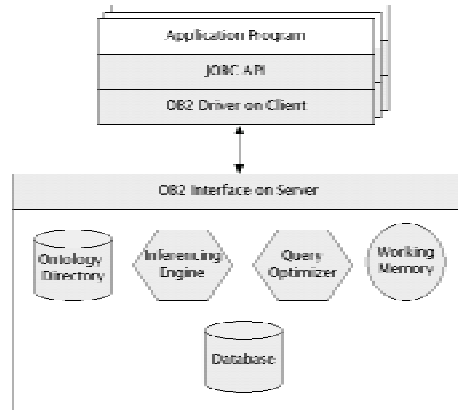 Application Program
JOBC API
OB2 Driver on Client
OB2 Interface on Server
Ontology
Directory
Inferencing
Engine
Query
Optimizer
Working
Memory
Database